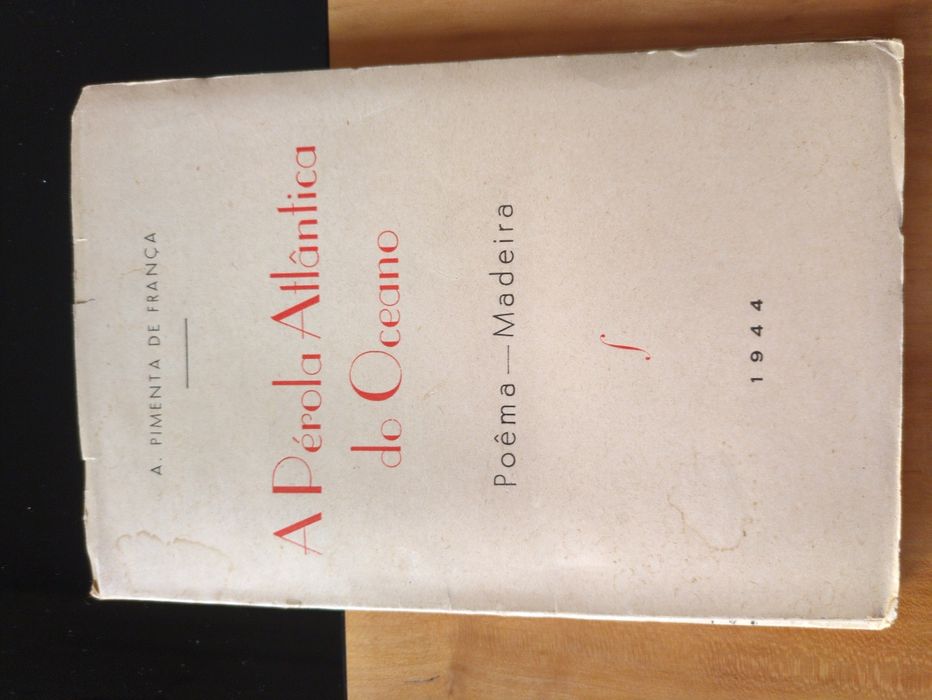 A. PIMENTA DE FRANÇA
A Pérola Atlântica
do Oceano
Poêma — Madeira
1944